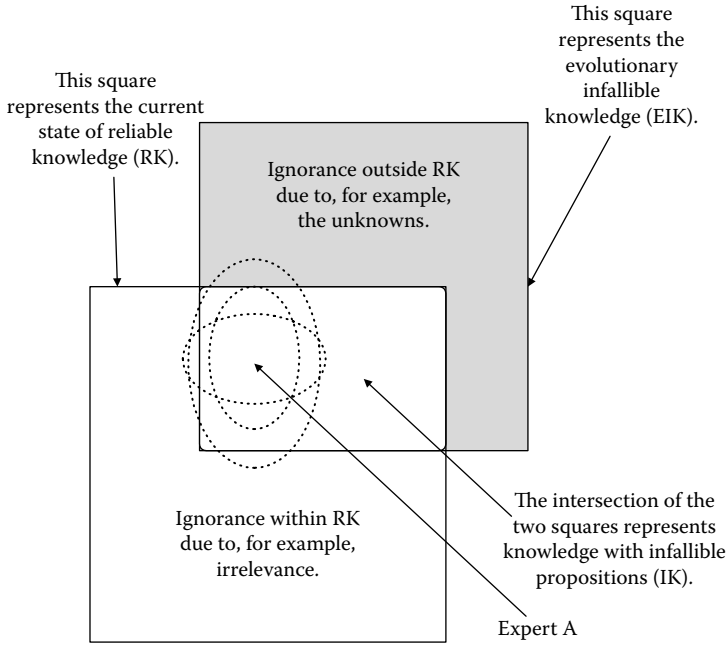 This square
represents the
evolutionary
infallible
knowledge (EIK).
This square
represents the current
state of reliable
knowledge (RK).
Ignorance outside RK
due to, for example,
the unknowns.
Ignorance within RK
due to, for example,
irrelevance.
The intersection of the
two squares represents
knowledge with infallible
propositions (IK).
Expert A